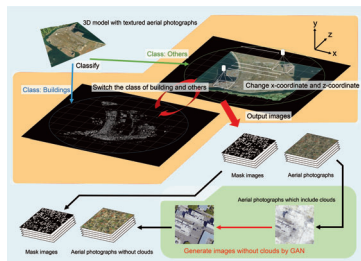 3D model with textured aerial photographs
y
z
x
Class: Others
Classify
Class: Buildings
Switch the class of building and others
Change x-coordinate and z-coordinate
Output images
Mask images
Aerial photographs
Aerial photographs which include clouds
Mask images
Aerial photographs without clouds
Generate images without clouds by GAN